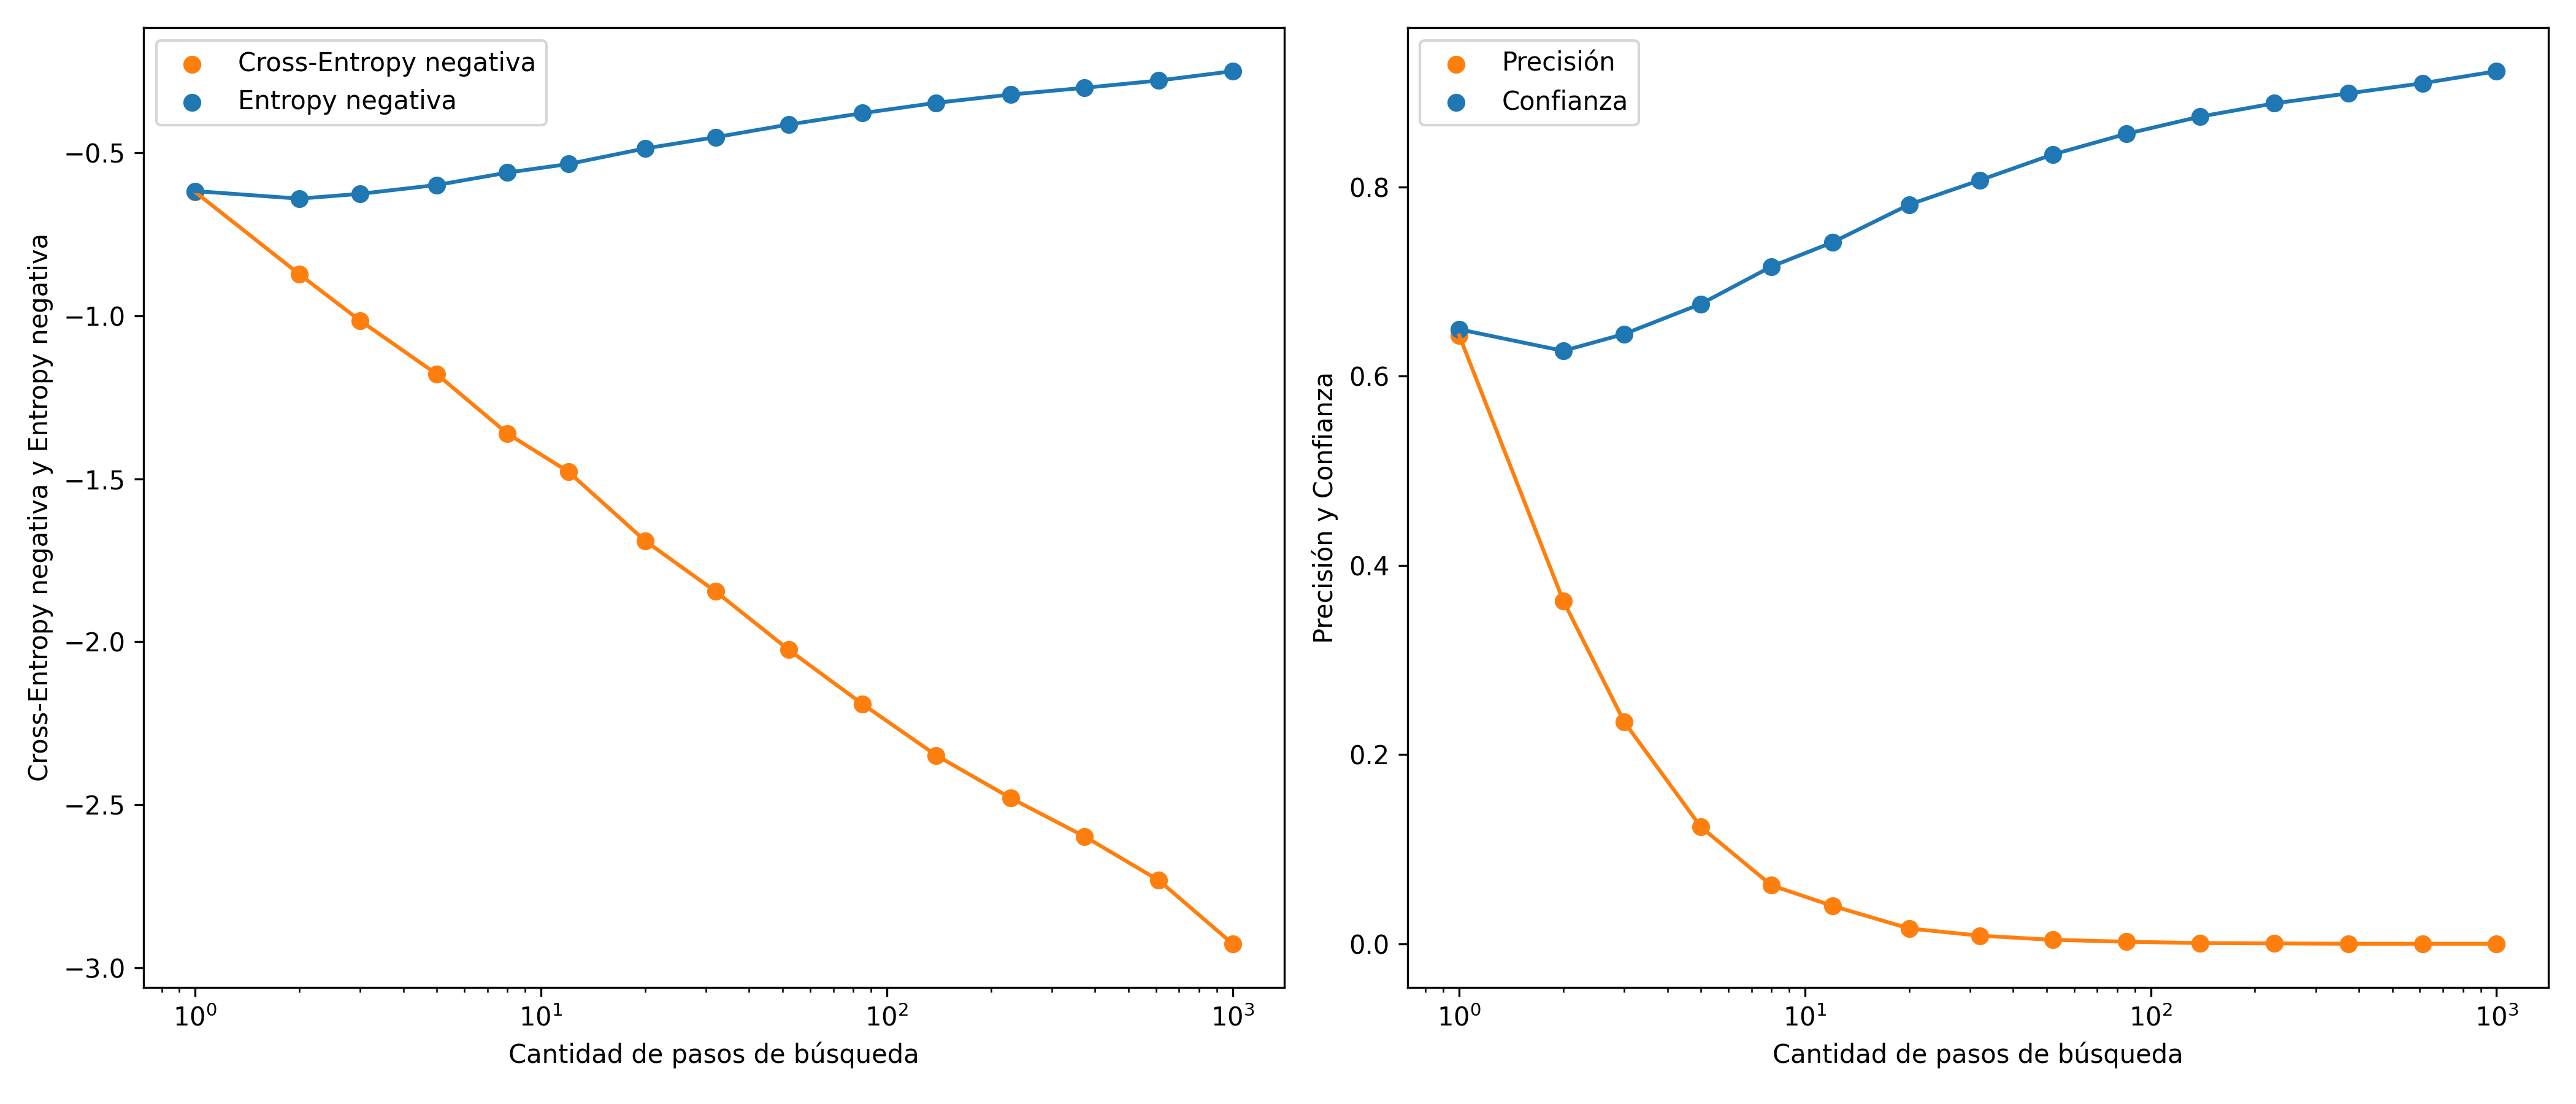 Cross-Entropy negativa
Entropy negativa
Cross-Entropy negativa y Entropy negativa
−0.5
−1.0
−1.5
−2.0
−2.5
−3.0
10⁰
10¹
10²
10³
Cantidad de pasos de búsqueda
Precisión
Confianza
Precisión y Confianza
0.8
0.6
0.4
0.2
0.0
10⁰
10¹
10²
10³
Cantidad de pasos de búsqueda